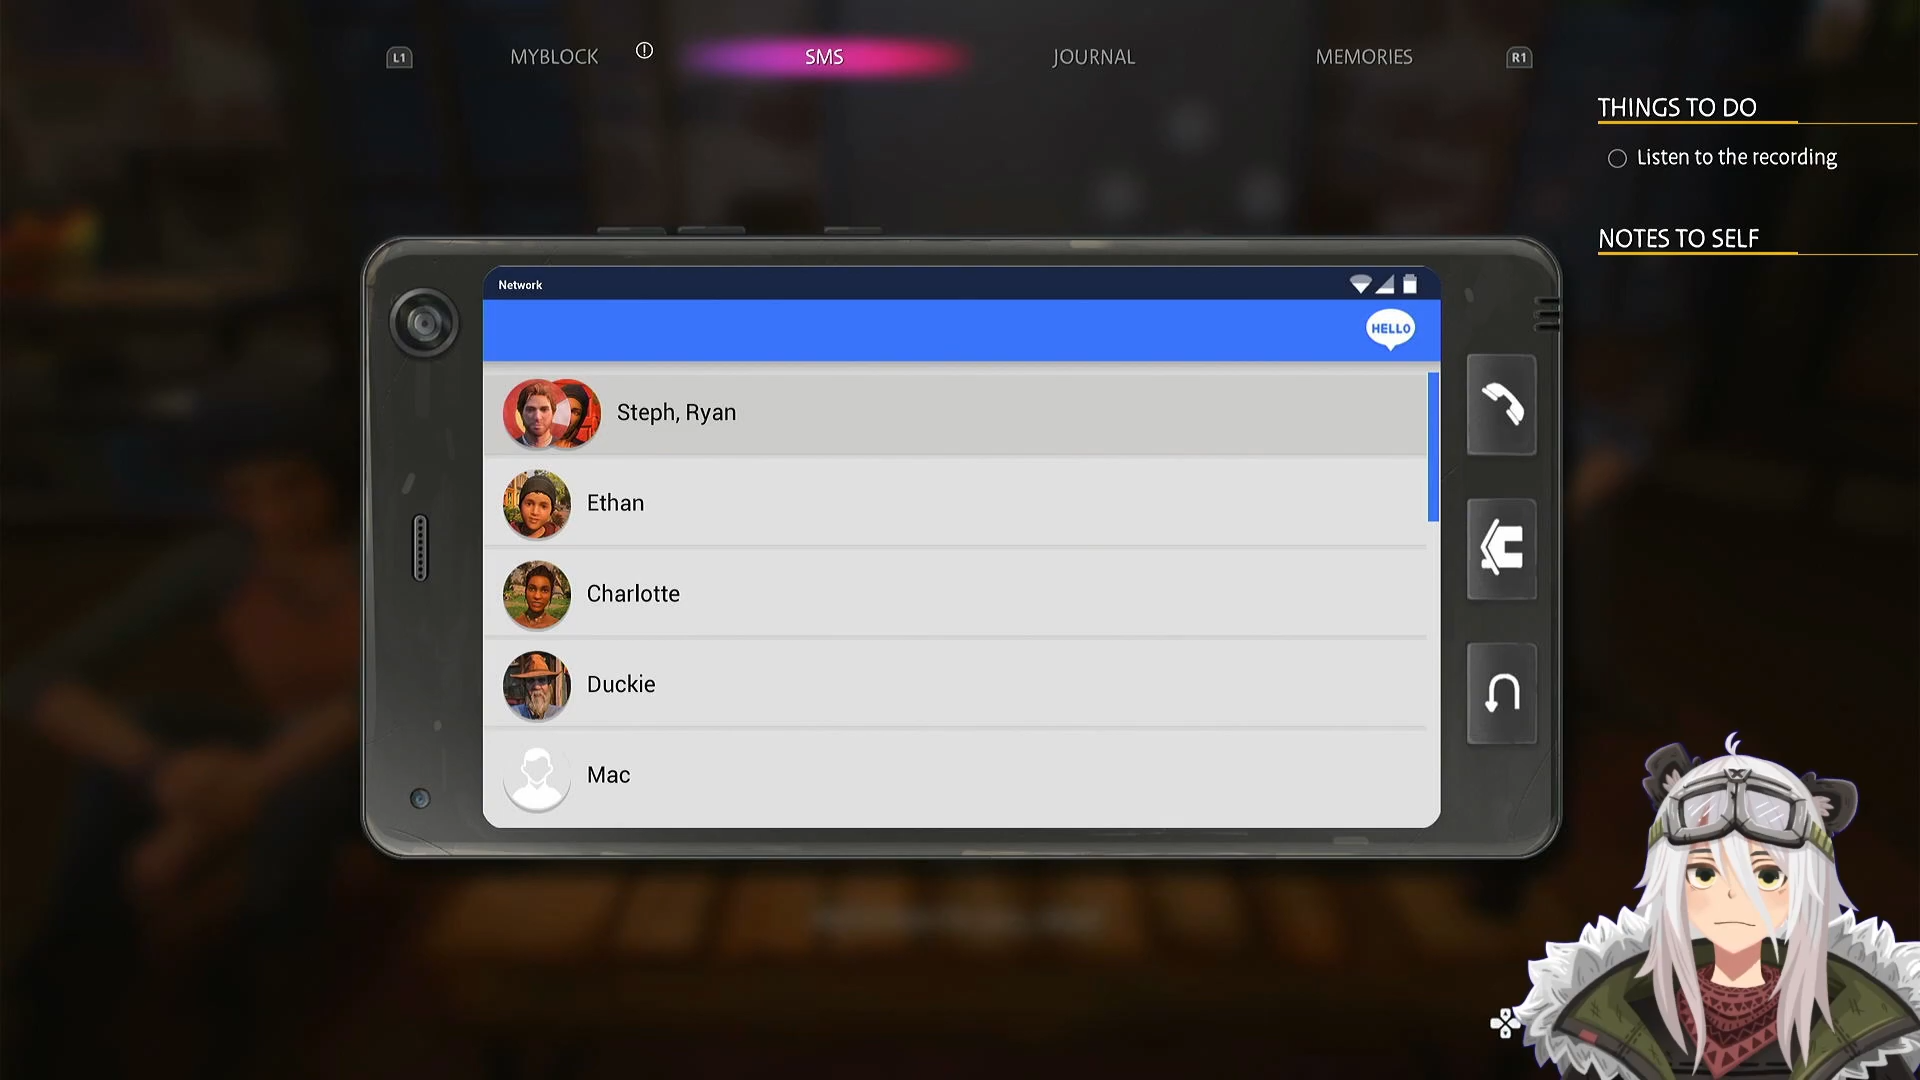 L1
MYBLOCK
SMS
JOURNAL
MEMORIES
R1
THINGS TO DO
Listen to the recording
NOTES TO SELF
Network
HELLO
Steph, Ryan
Ethan
Charlotte
Duckie
Mac